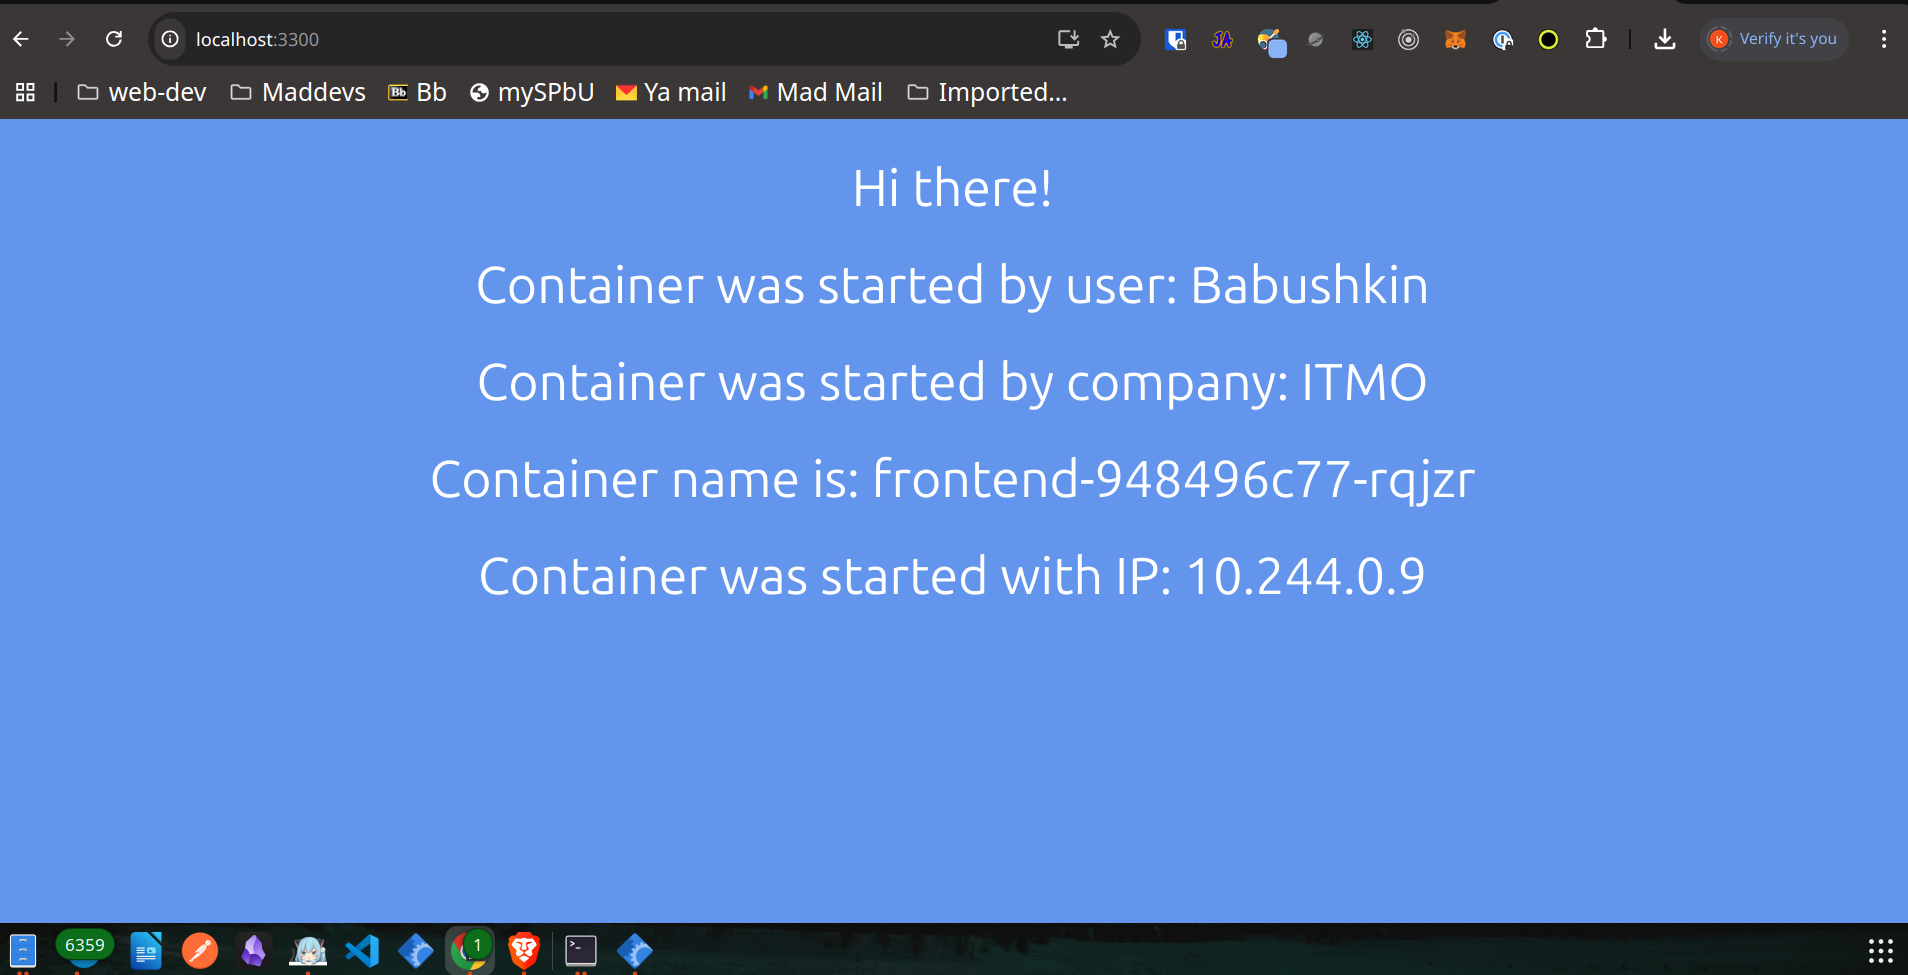 localhost:3300
Verify it's you
web-dev Maddevs Bb mySPbU Ya mail Mad Mail Imported...
Hi there!
Container was started by user: Babushkin
Container was started by company: ITMO
Container name is: frontend-948496c77-rqjzr
Container was started with IP: 10.244.0.9
6359
1